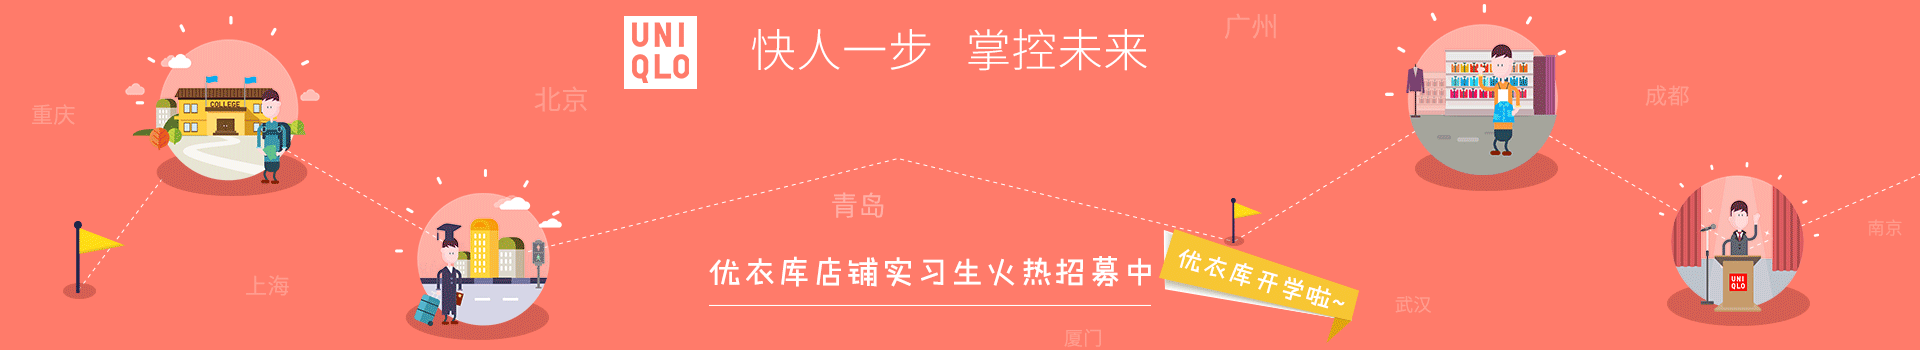 UNI
QLO
快人一步 掌控未来
广州
重庆
北京
成都
COLLEGE
青岛
南京
上海
优衣库店铺实习生火热招募中
优衣库开学啦~
UNI
QLO
武汉
厦门